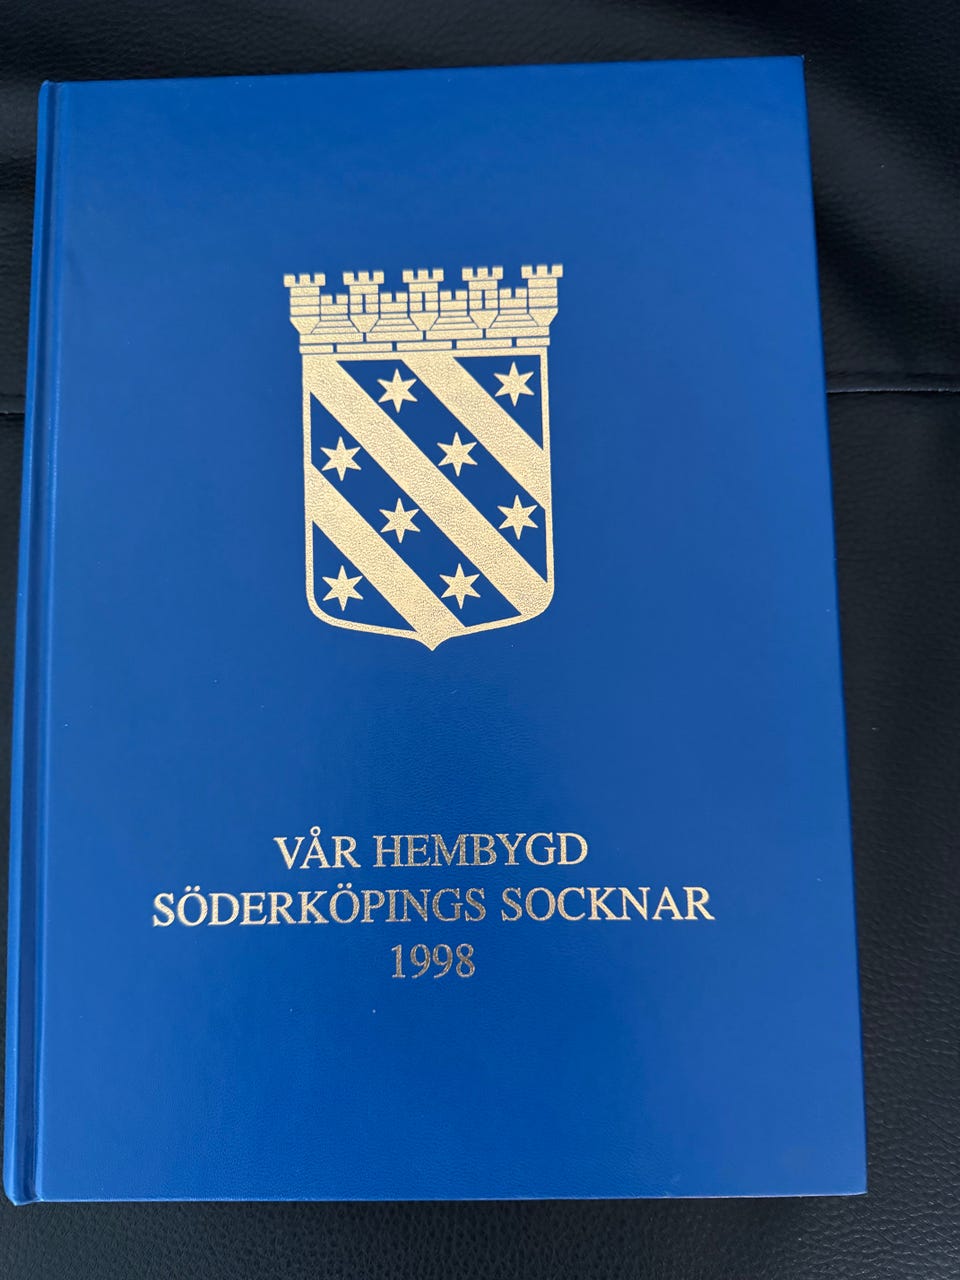 VÅR HEMBYGD
SÖDERKÖPINGS SOCKNAR
1998